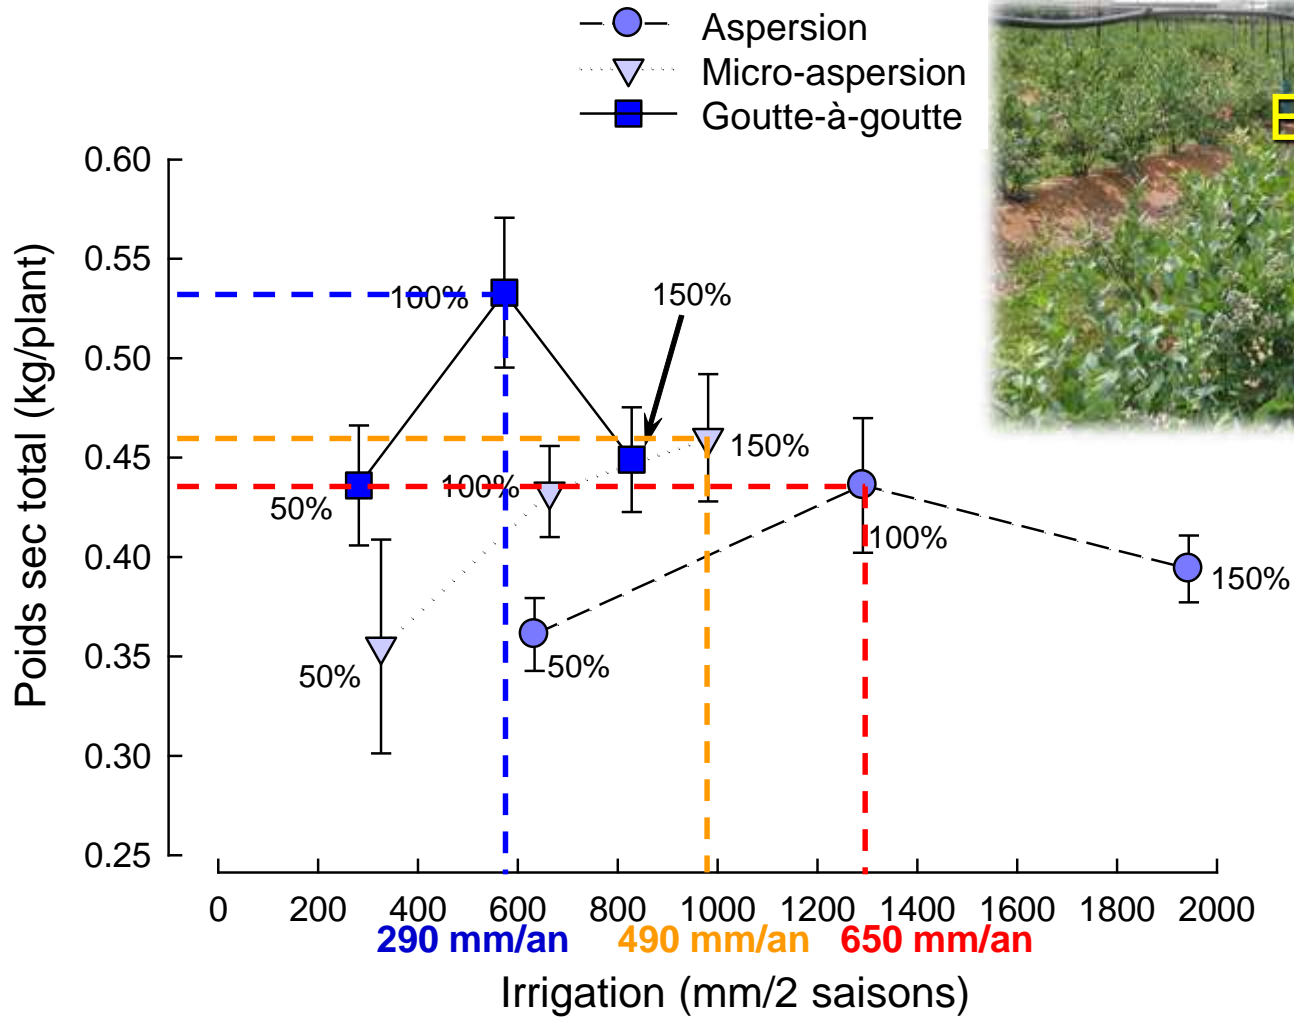 Aspersion
Micro-aspersion
Goutte-à-goutte
E
0.60
0.55
0.50
0.45
0.40
0.35
0.30
0.25
Poids sec total (kg/plant)
100%
150%
50%
100%
150%
50%
50%
100%
150%
0 200 400 600 800 1000 1200 1400 1600 1800 2000
290 mm/an 490 mm/an 650 mm/an
Irrigation (mm/2 saisons)